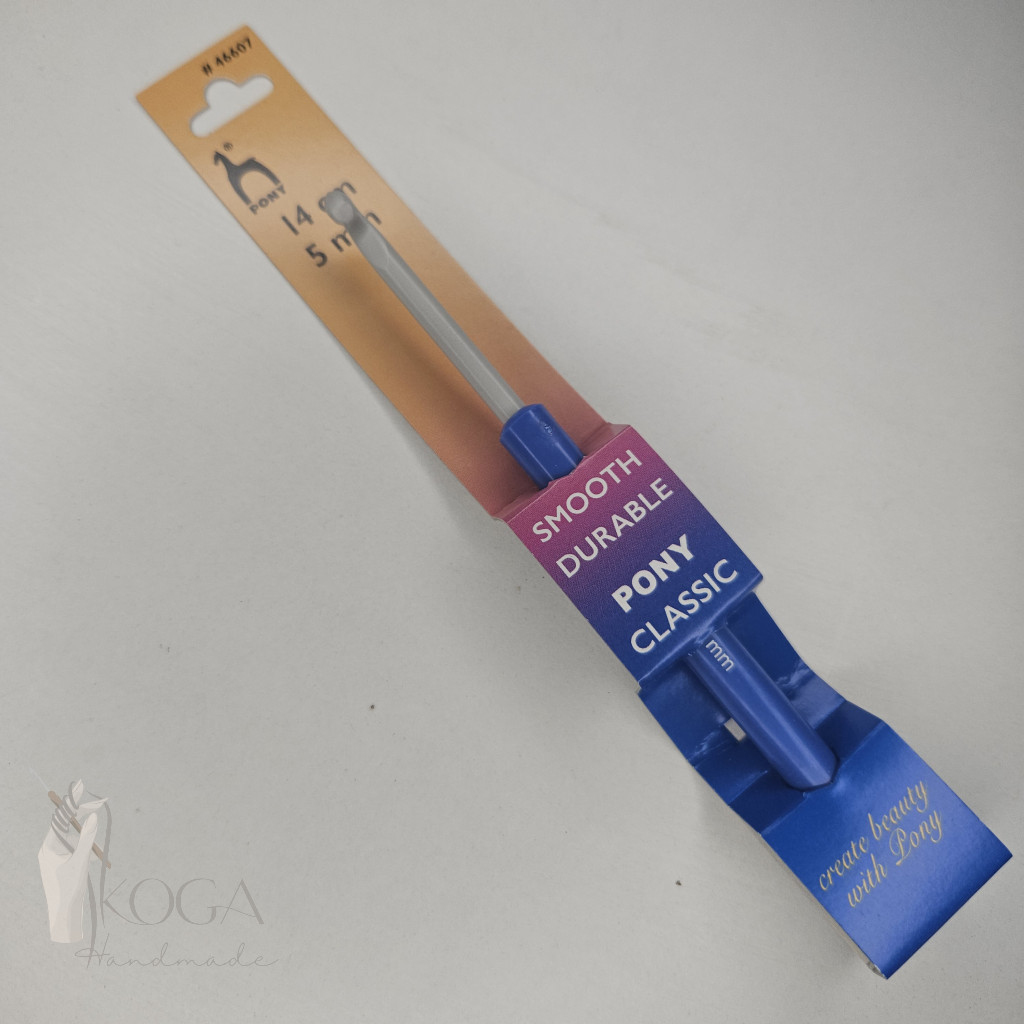 # 46607
®
PONY
14 cm
5 mm
SMOOTH
DURABLE
PONY
CLASSIC
mm
create beauty
with Pony
KOGA
Handmade